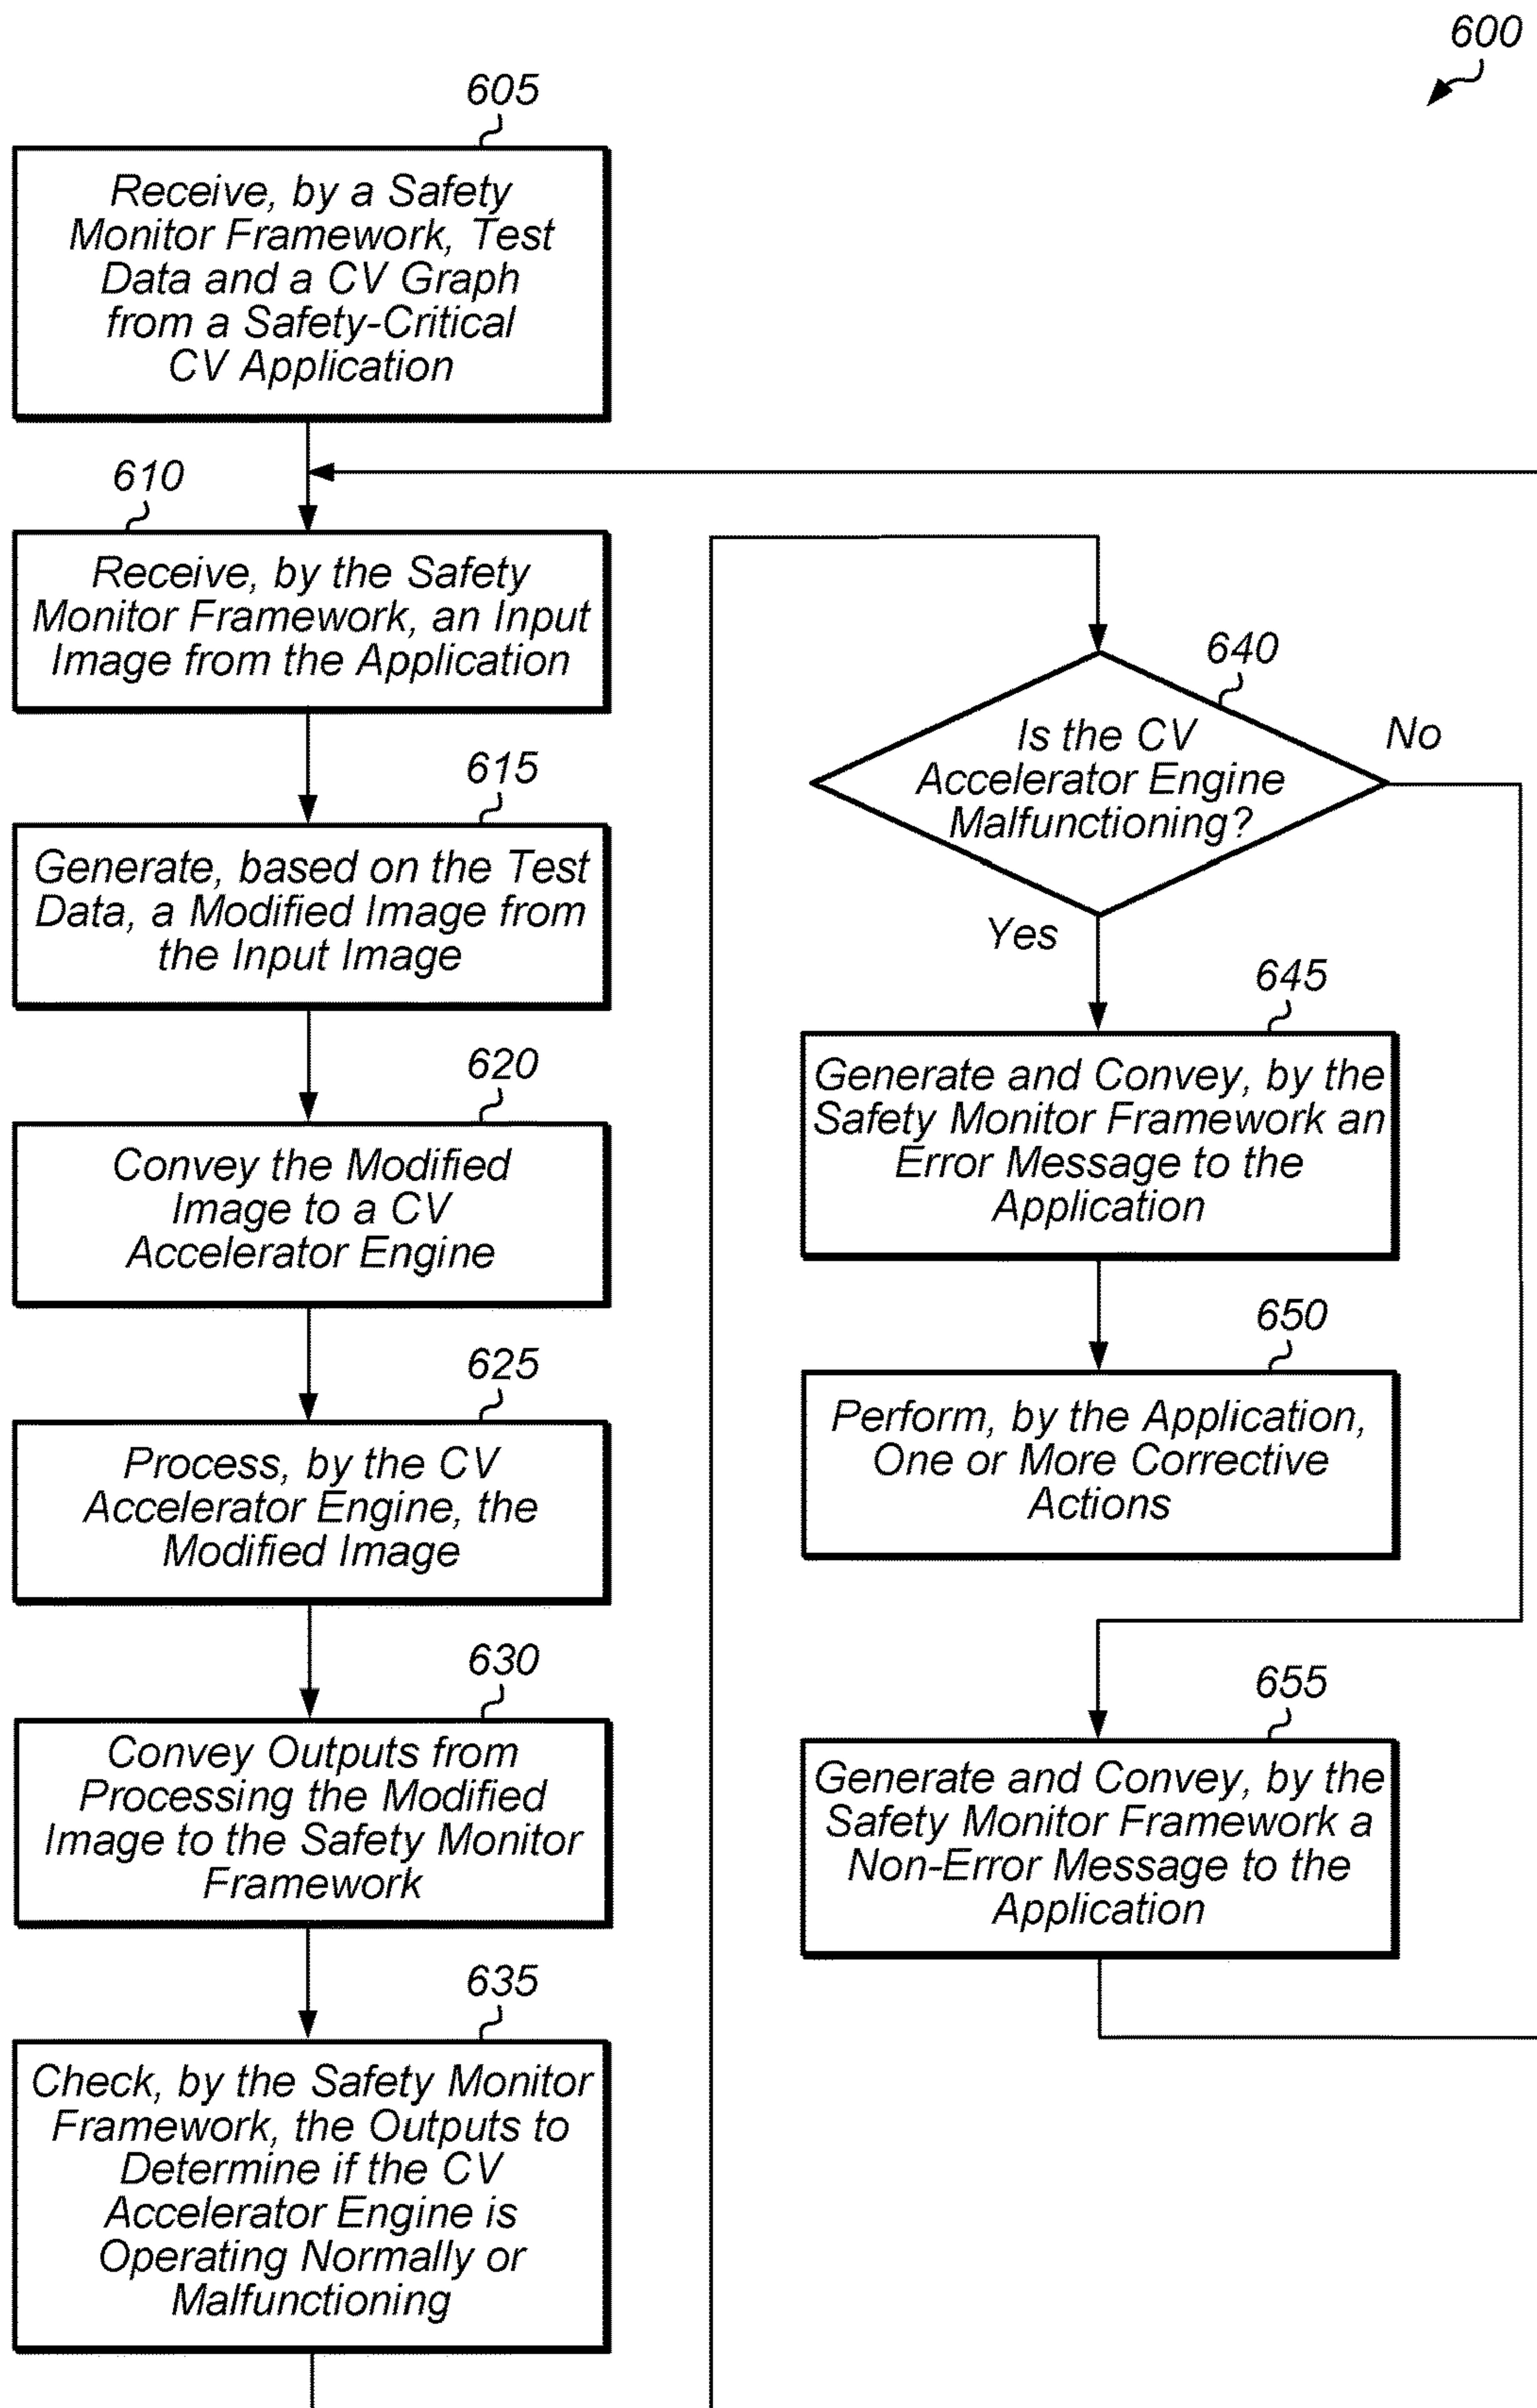 600
605
Receive, by a Safety
Monitor Framework, Test
Data and a CV Graph
from a Safety-Critical
CV Application
610
Receive, by the Safety
Monitor Framework, an Input
Image from the Application
615
Generate, based on the Test
Data, a Modified Image from
the Input Image
620
Convey the Modified
Image to a CV
Accelerator Engine
625
Process, by the CV
Accelerator Engine, the
Modified Image
630
Convey Outputs from
Processing the Modified
Image to the Safety Monitor
Framework
635
Check, by the Safety Monitor
Framework, the Outputs to
Determine if the CV
Accelerator Engine is
Operating Normally or
Malfunctioning
640
Is the CV
Accelerator Engine
Malfunctioning?
No
Yes
645
Generate and Convey, by the
Safety Monitor Framework an
Error Message to the
Application
650
Perform, by the Application,
One or More Corrective
Actions
655
Generate and Convey, by the
Safety Monitor Framework a
Non-Error Message to the
Application